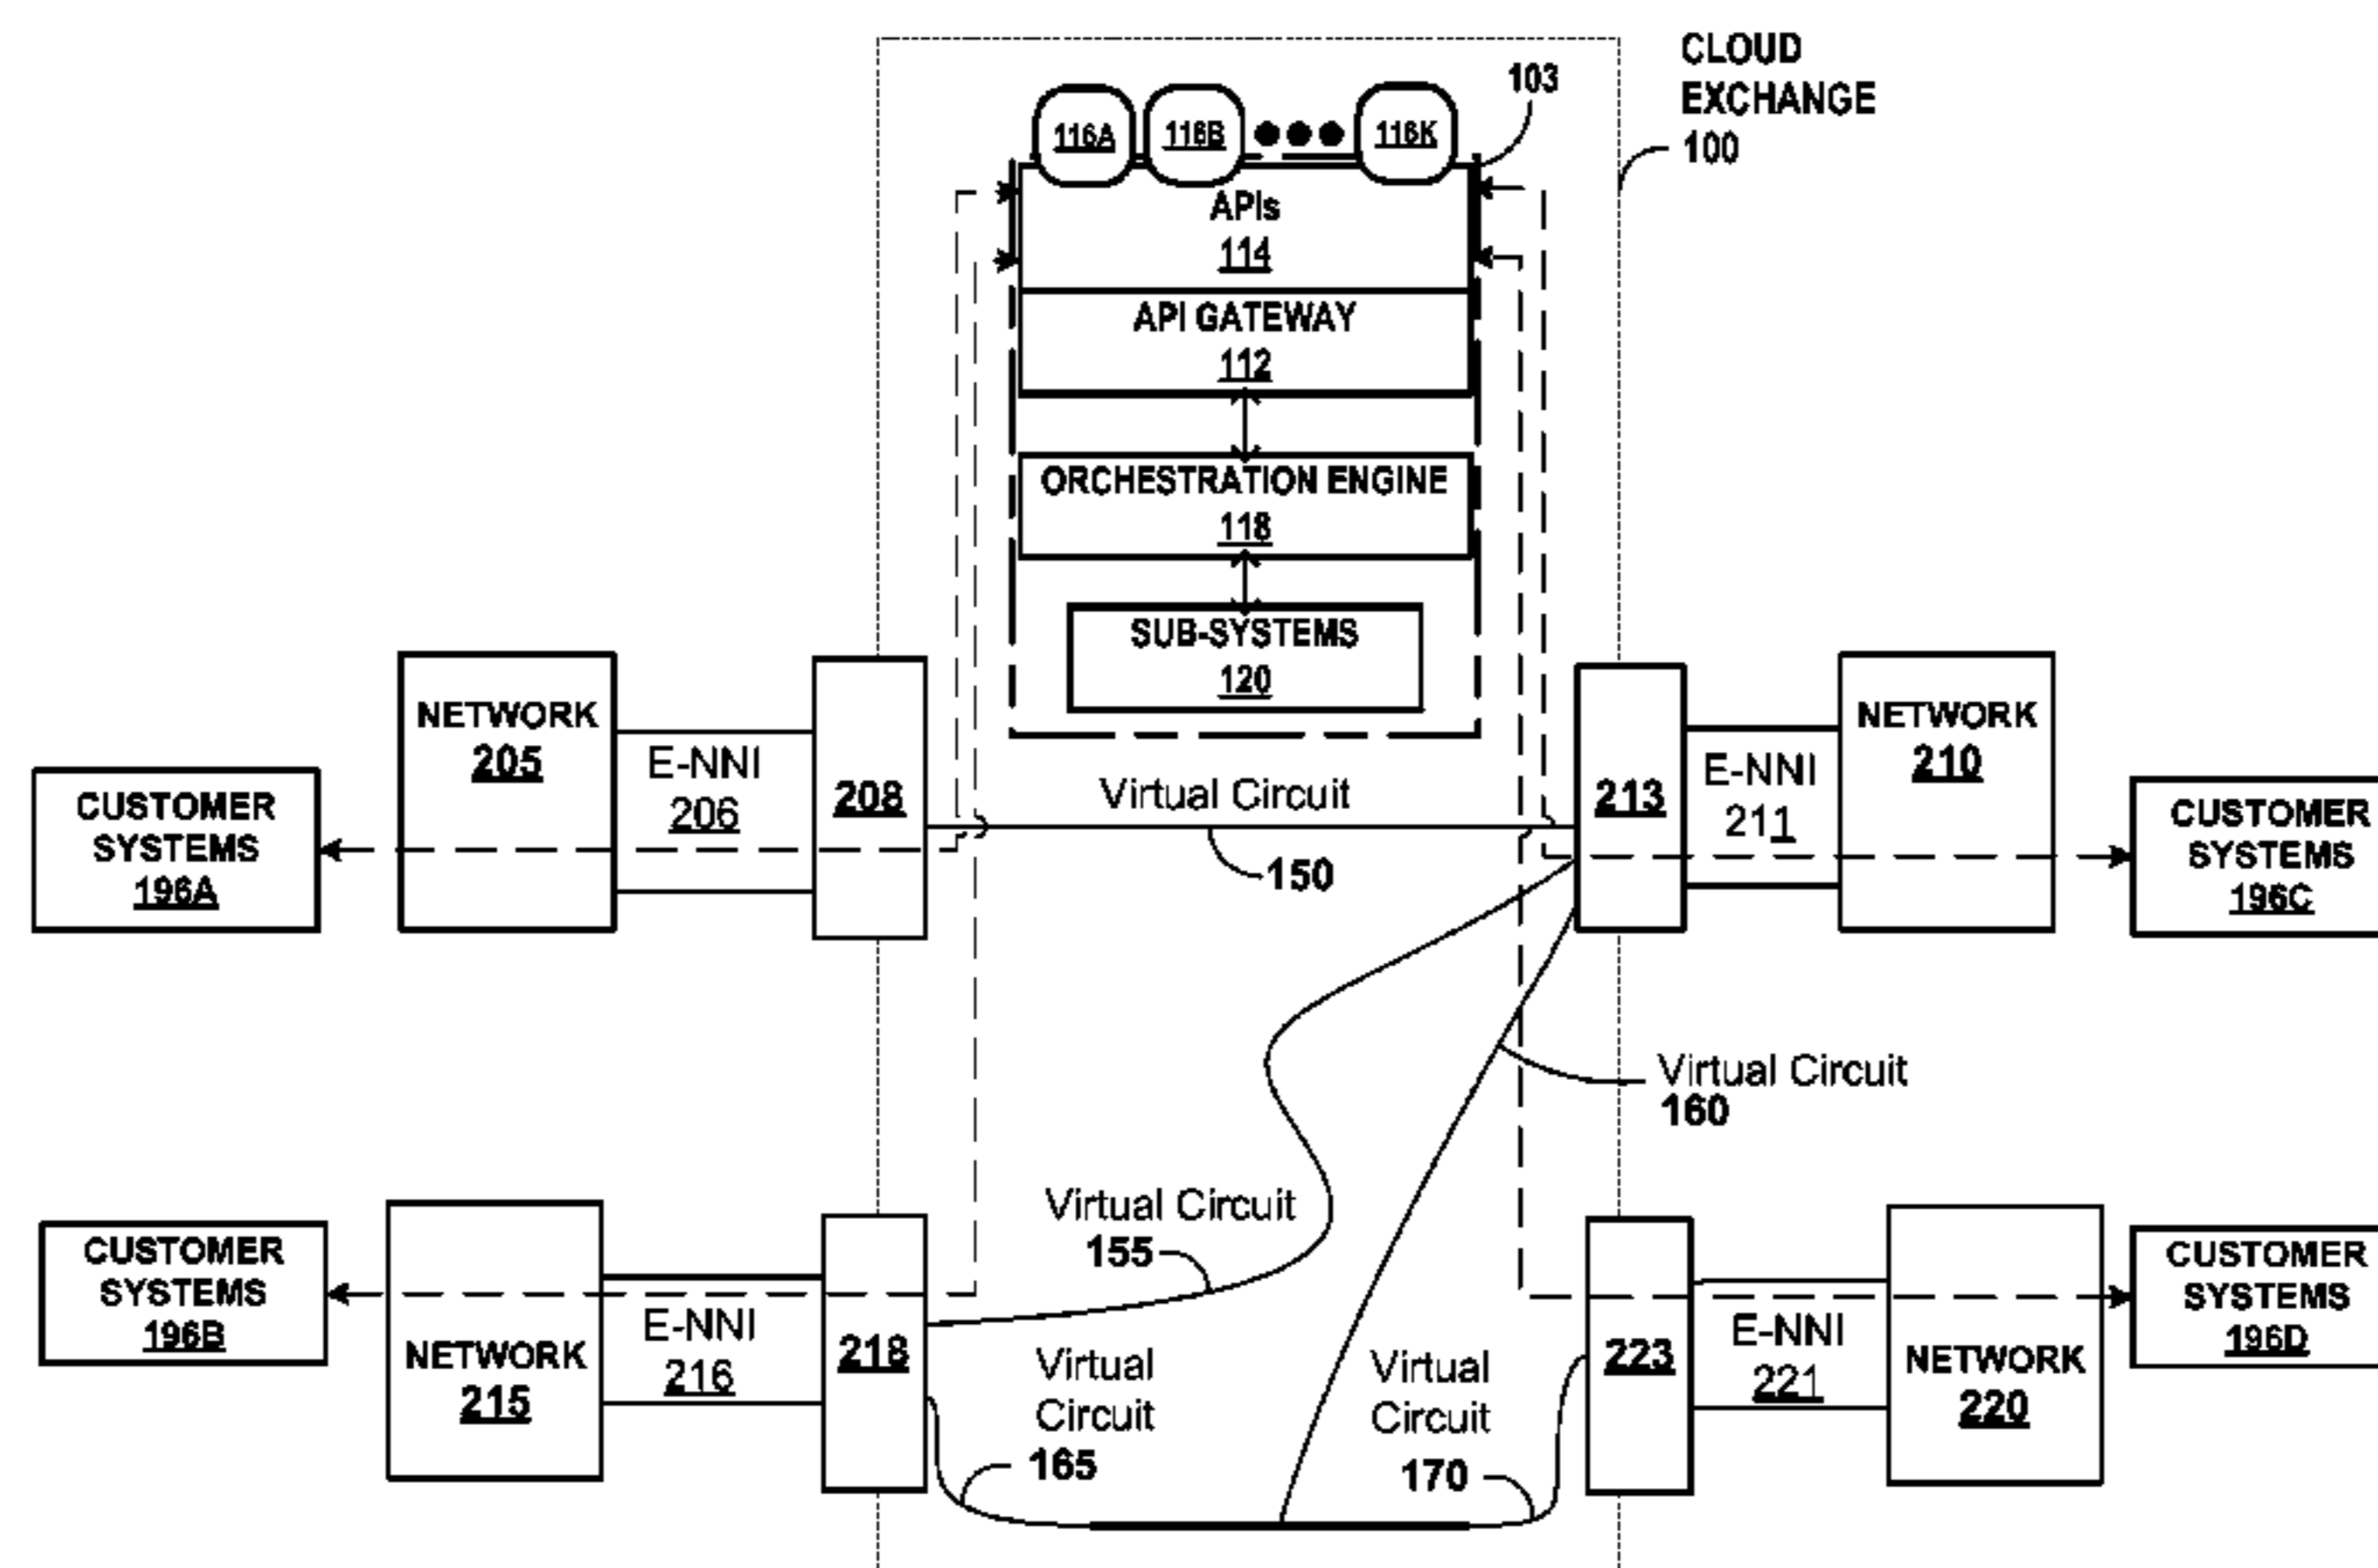 CLOUD
EXCHANGE
100
103
116A
116B
116K
APIs
114
API GATEWAY
112
ORCHESTRATION ENGINE
118
SUB-SYSTEMS
120
NETWORK
205
E-NNI
206
208
CUSTOMER
SYSTEMS
196A
Virtual Circuit
150
213
E-NNI
211
NETWORK
210
CUSTOMER
SYSTEMS
196C
Virtual Circuit
160
Virtual Circuit
155
CUSTOMER
SYSTEMS
196B
NETWORK
215
E-NNI
216
218
Virtual
Circuit
165
Virtual
Circuit
170
223
E-NNI
221
NETWORK
220
CUSTOMER
SYSTEMS
196D